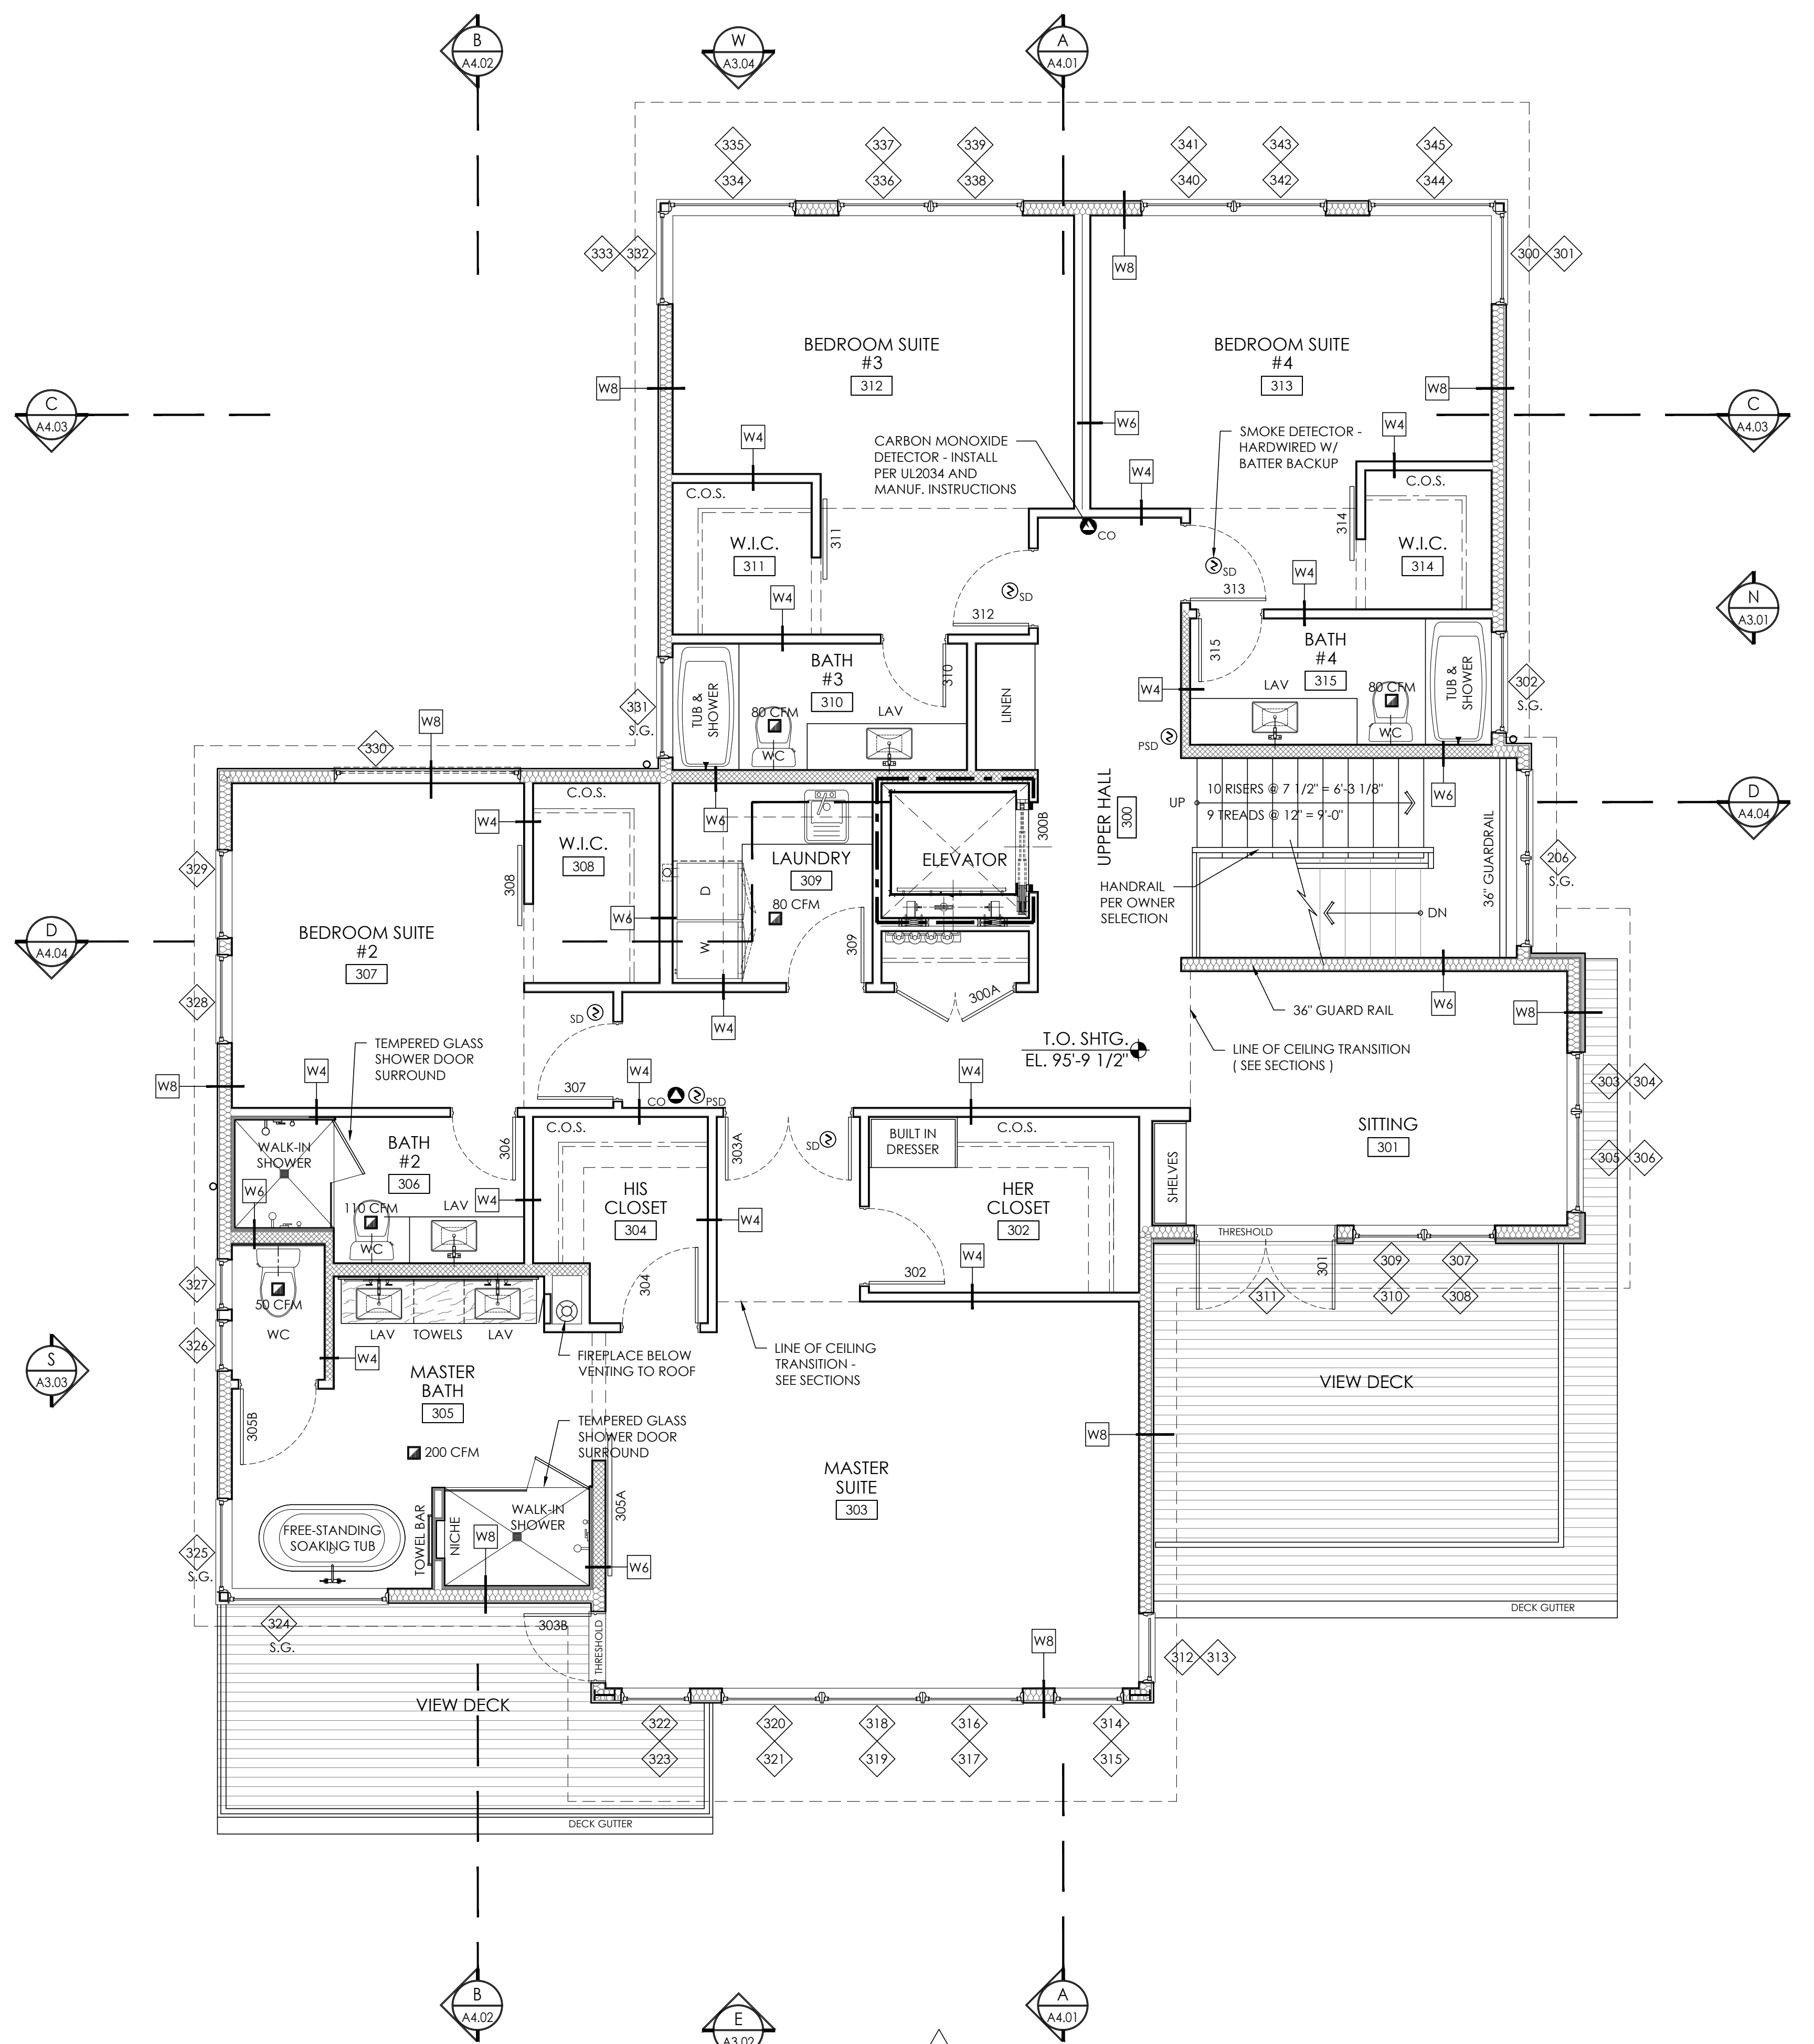 B
A4.02
W
A3.04
A
A4.01
335
334
337
336
339
338
341
340
343
342
345
344
333
332
300
301
W8
BEDROOM SUITE
#3
312
BEDROOM SUITE
#4
313
W8
W8
C
A4.03
C
A4.03
W6
W4
W4
W4
CARBON MONOXIDE
DETECTOR - INSTALL
PER UL2034 AND
MANUF. INSTRUCTIONS
SMOKE DETECTOR -
HARDWIRED W/
BATTER BACKUP
C.O.S.
C.O.S.
311
314
CO
W.I.C.
311
W.I.C.
314
SD
SD
W4
W4
312
313
N
A3.01
BATH
#3
310
BATH
#4
315
315
310
TUB &
SHOWER
TUB &
SHOWER
LINEN
W4
LAV
80 CFM
WC
80 CFM
WC
LAV
331
S.G.
302
S.G.
PSD
W8
330
C.O.S.
W4
W6
W6
UP
10 RISERS @ 7 1/2" = 6'-3 1/8"
9 TREADS @ 12" = 9'-0"
D
A4.04
UPPER HALL
300
300B
36" GUARDRAIL
W.I.C.
308
308
LAUNDRY
309
80 CFM
ELEVATOR
329
206
S.G.
D
W
W6
HANDRAIL
PER OWNER
SELECTION
DN
D
A4.04
BEDROOM SUITE
#2
307
309
300A
328
SD
W4
W6
W8
36" GUARD RAIL
TEMPERED GLASS
SHOWER DOOR
SURROUND
T.O. SHTG.
EL. 95'-9 1/2"
LINE OF CEILING TRANSITION
( SEE SECTIONS )
W8
W4
W4
W4
307
CO
PSD
303
304
SITTING
301
305
306
WALK-IN
SHOWER
BATH
#2
306
306
C.O.S.
303A
SD
BUILT IN
DRESSER
C.O.S.
SHELVES
W6
W4
HIS
CLOSET
304
W4
HER
CLOSET
302
110 CFM
WC
LAV
THRESHOLD
W4
302
304
301
311
309
310
307
308
327
50 CFM
WC
LAV
TOWELS
LAV
326
W4
FIREPLACE BELOW
VENTING TO ROOF
LINE OF CEILING
TRANSITION -
SEE SECTIONS
S
A3.03
MASTER
BATH
305
VIEW DECK
305B
200 CFM
TEMPERED GLASS
SHOWER DOOR
SURROUND
W8
MASTER
SUITE
303
305A
FREE-STANDING
SOAKING TUB
TOWEL BAR
NICHE
WALK-IN
SHOWER
W8
W6
325
S.G.
DECK GUTTER
324
S.G.
303B
THRESHOLD
W8
312
313
VIEW DECK
322
323
320
321
318
319
316
317
314
315
DECK GUTTER
B
A4.02
E
A3.02
A
A4.01